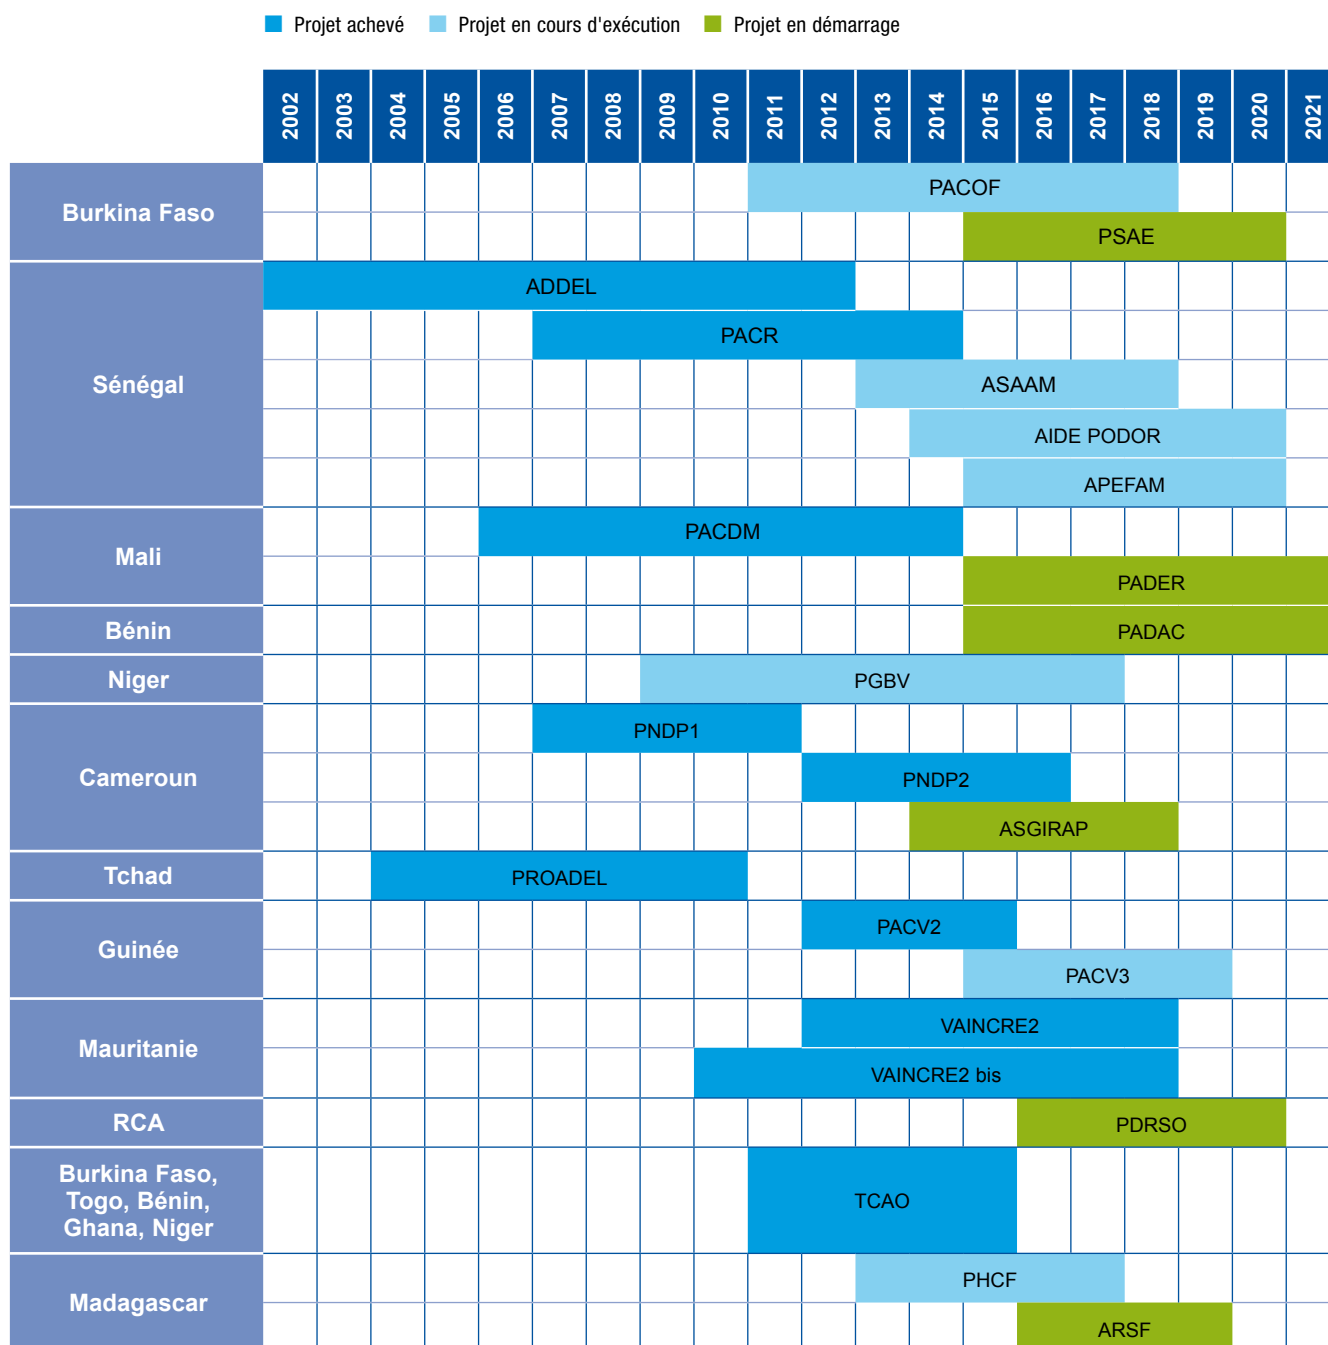 Projet achevé
Projet en cours d'exécution
Projet en démarrage
2002
2003
2004
2005
2006
2007
2008
2009
2010
2011
2012
2013
2014
2015
2016
2017
2018
2019
2020
2021
Burkina Faso
PACOF
PSAE
Sénégal
ADDEL
PACR
ASAAM
AIDE PODOR
APEFAM
Mali
PACDM
PADER
Bénin
PADAC
Niger
PGBV
Cameroun
PNDP1
PNDP2
ASGIRAP
Tchad
PROADEL
Guinée
PACV2
PACV3
Mauritanie
VAINCRE2
VAINCRE2 bis
RCA
PDRSO
Burkina Faso,
Togo, Bénin,
Ghana, Niger
TCAO
Madagascar
PHCF
ARSF